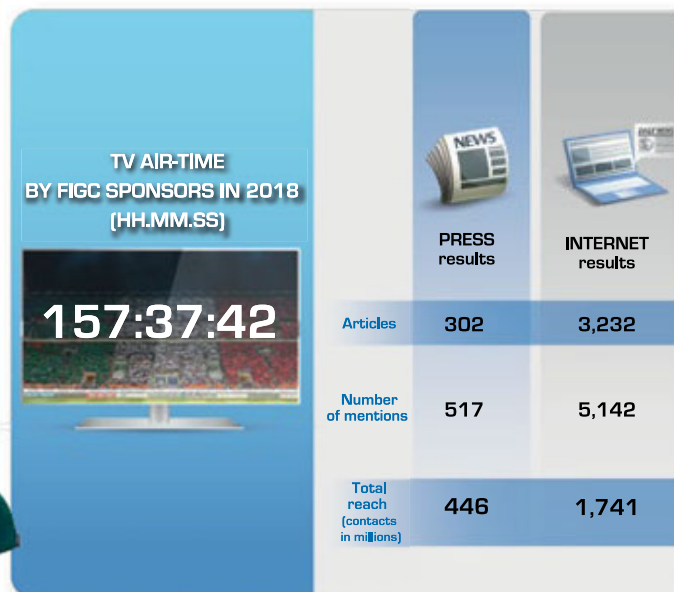 TV AIR-TIME
BY FIGC SPONSORS IN 2018
(HH.MM.SS)
157:37:42
NEWS
PRESS
results
INTERNET
results
Articles
302
3,232
Number
of mentions
517
5,142
Total
reach
(contacts
in millions)
446
1,741